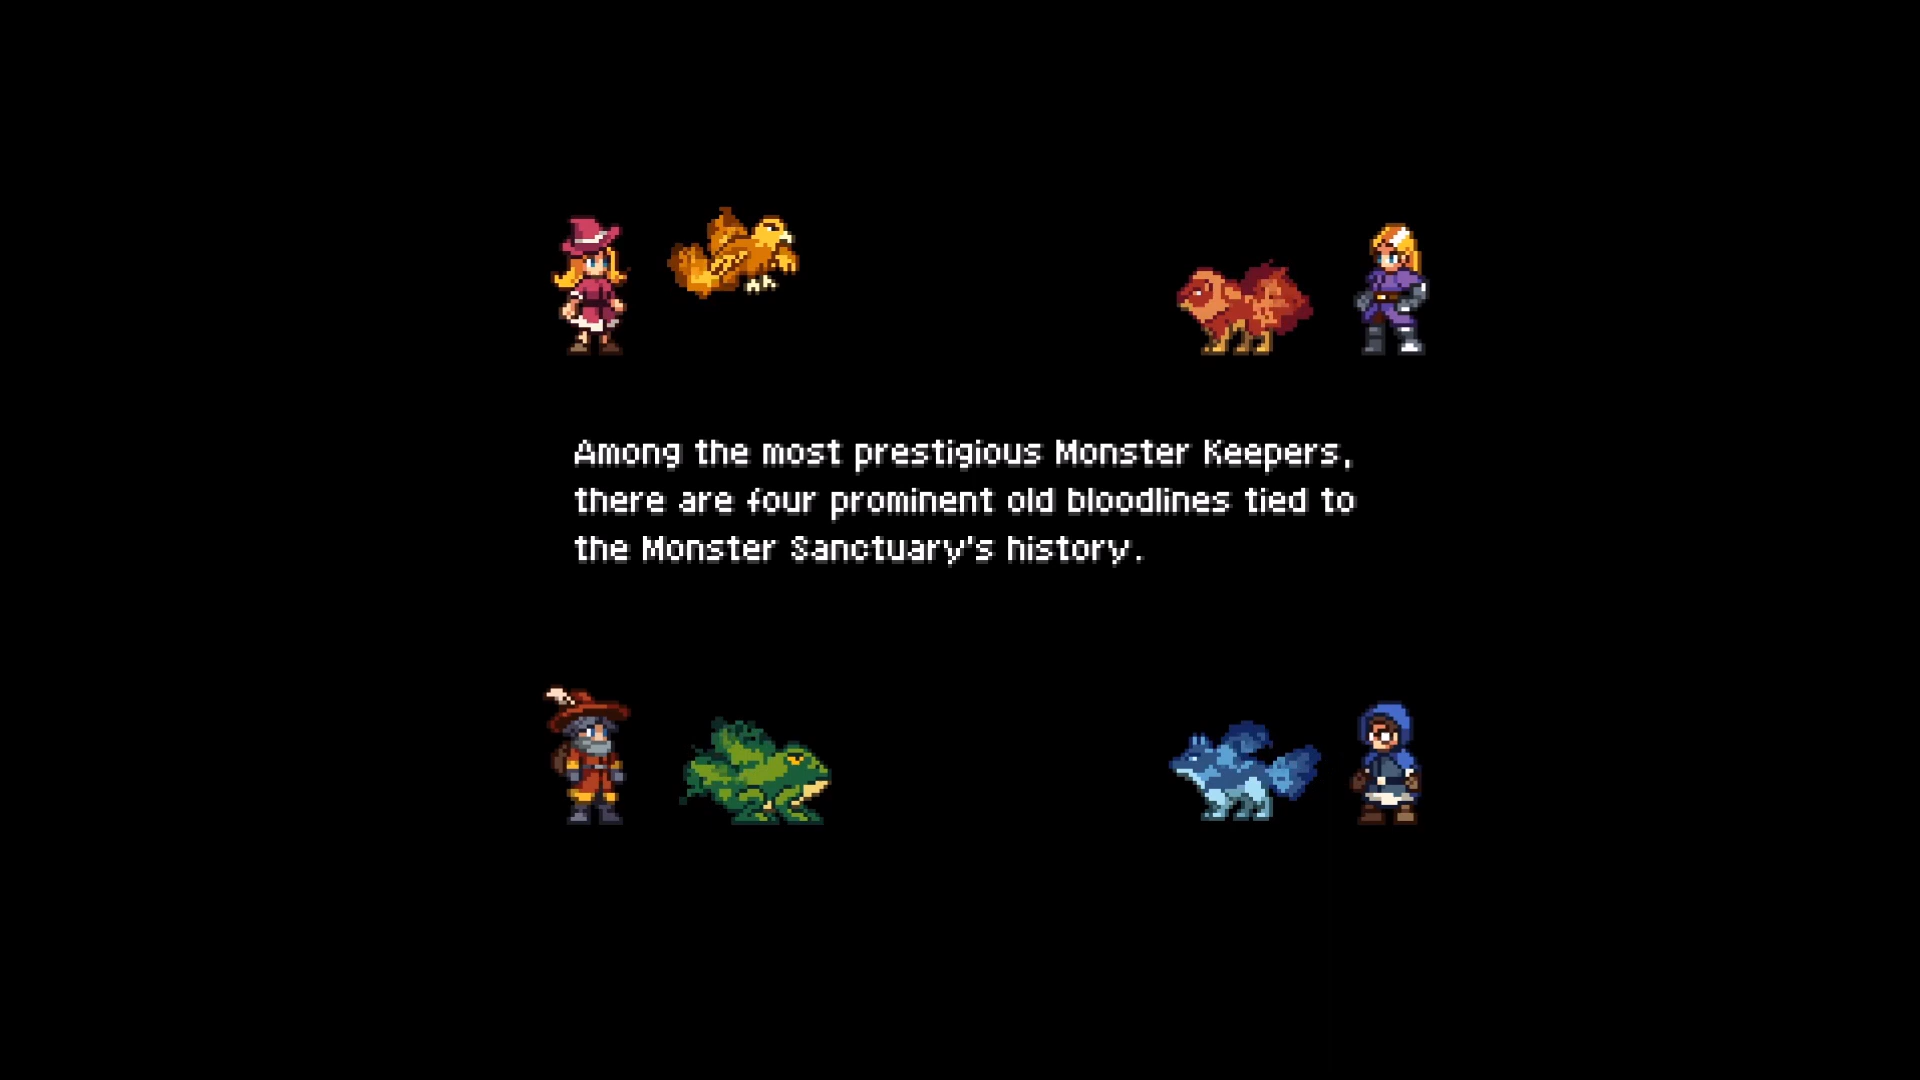 Among the most prestigious Monster Keepers,
there are four prominent old bloodlines tied to
the Monster Sanctuary's history.